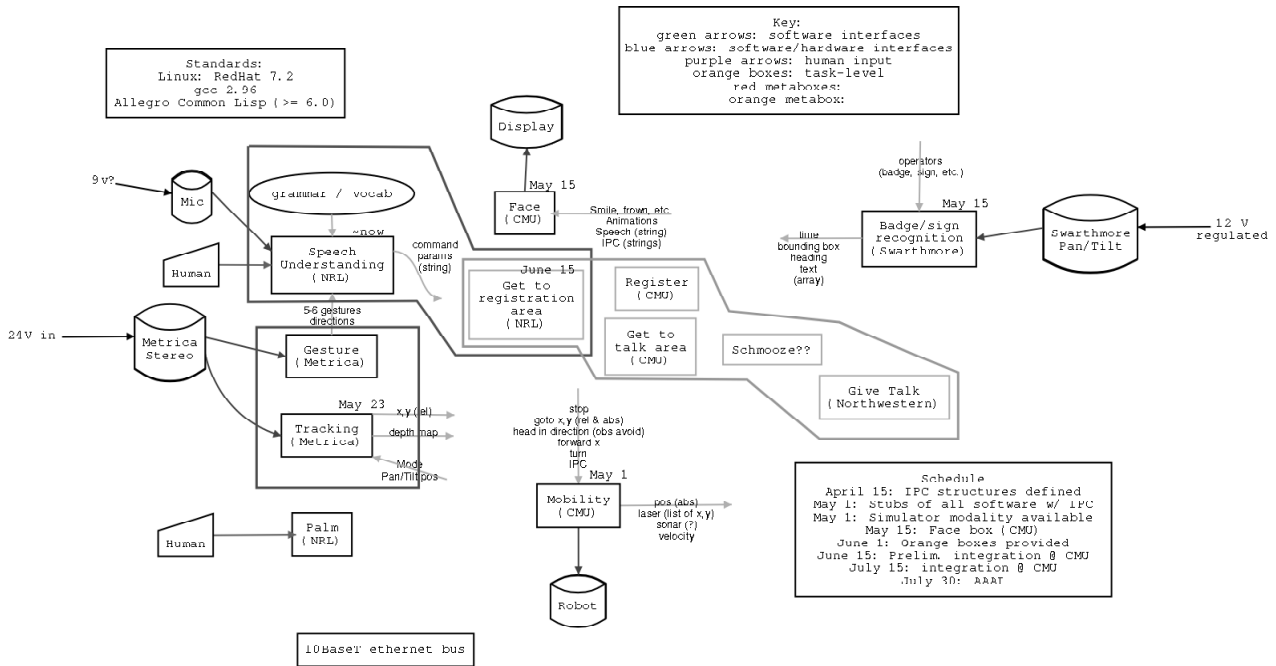 Key:
green arrows: software interfaces
blue arrows: software/hardware interfaces
purple arrows: human input
orange boxes: task-level
red metaboxes:
orange metabox:
Standards:
Linux: RedHat 7.2
gcc 2.96
Allegro Common Lisp (>= 6.0)
Display
May 15
Face
(CMU)
Smile, frown, etc.
Animations
Speech (string)
IPC (strings)
operators
(badge, sign, etc.)
May 15
Badge/sign
recognition
(Swarthmore)
time
bounding box
heading
text
(array)
Swarthmore
Pan/Tilt
12 V
regulated
9v?
Mic
grammar / vocab
~now
Speech
Understanding
(NRL)
Human
command
params
(string)
5-6 gestures
directions
June 15
Get to
registration
area
(NRL)
Register
(CMU)
Get to
talk area
(CMU)
Schmooze??
Give Talk
(Northwestern)
24V in
Metrica
Stereo
Gesture
(Metrica)
May 23
Tracking
(Metrica)
x,y (rel)
depth map
Mode
Pan/Tilt pos
stop
goto x,y (rel & abs)
head in direction (obs avoid)
forward x
turn
IPC
May 1
Mobility
(CMU)
pos (abs)
laser (list of x,y)
sonar (?)
velocity
Robot
Human
Palm
(NRL)
Schedule
April 15: IPC structures defined
May 1: Stubs of all software w/ IPC
May 1: Simulator modality available
May 15: Face box (CMU)
June 1: Orange boxes provided
June 15: Prelim. integration @ CMU
July 15: integration @ CMU
July 30: AAAI
10BaseT ethernet bus